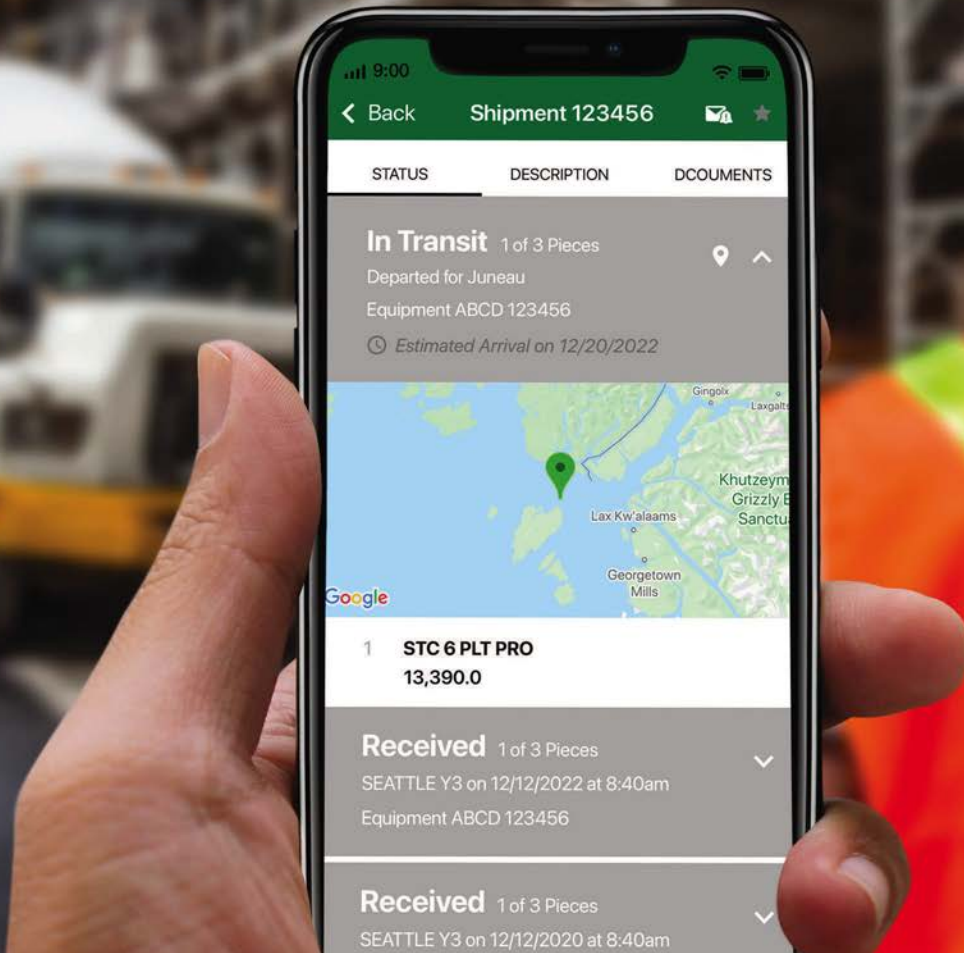 9:00
Back Shipment 123456
STATUS DESCRIPTION DCOUMENTS
In Transit 1 of 3 Pieces
Departed for Juneau
Equipment ABCD 123456
Estimated Arrival on 12/20/2022
Gingolx
Laxgalts
Khutzeym
Grizzly B
Sanctu
Lax Kw'alaams
Georgetown
Mills
Google
1 STC 6 PLT PRO
13,390.0
Received 1 of 3 Pieces
SEATTLE Y3 on 12/12/2022 at 8:40am
Equipment ABCD 123456
Received 1 of 3 Pieces
SEATTLE Y3 on 12/12/2020 at 8:40am